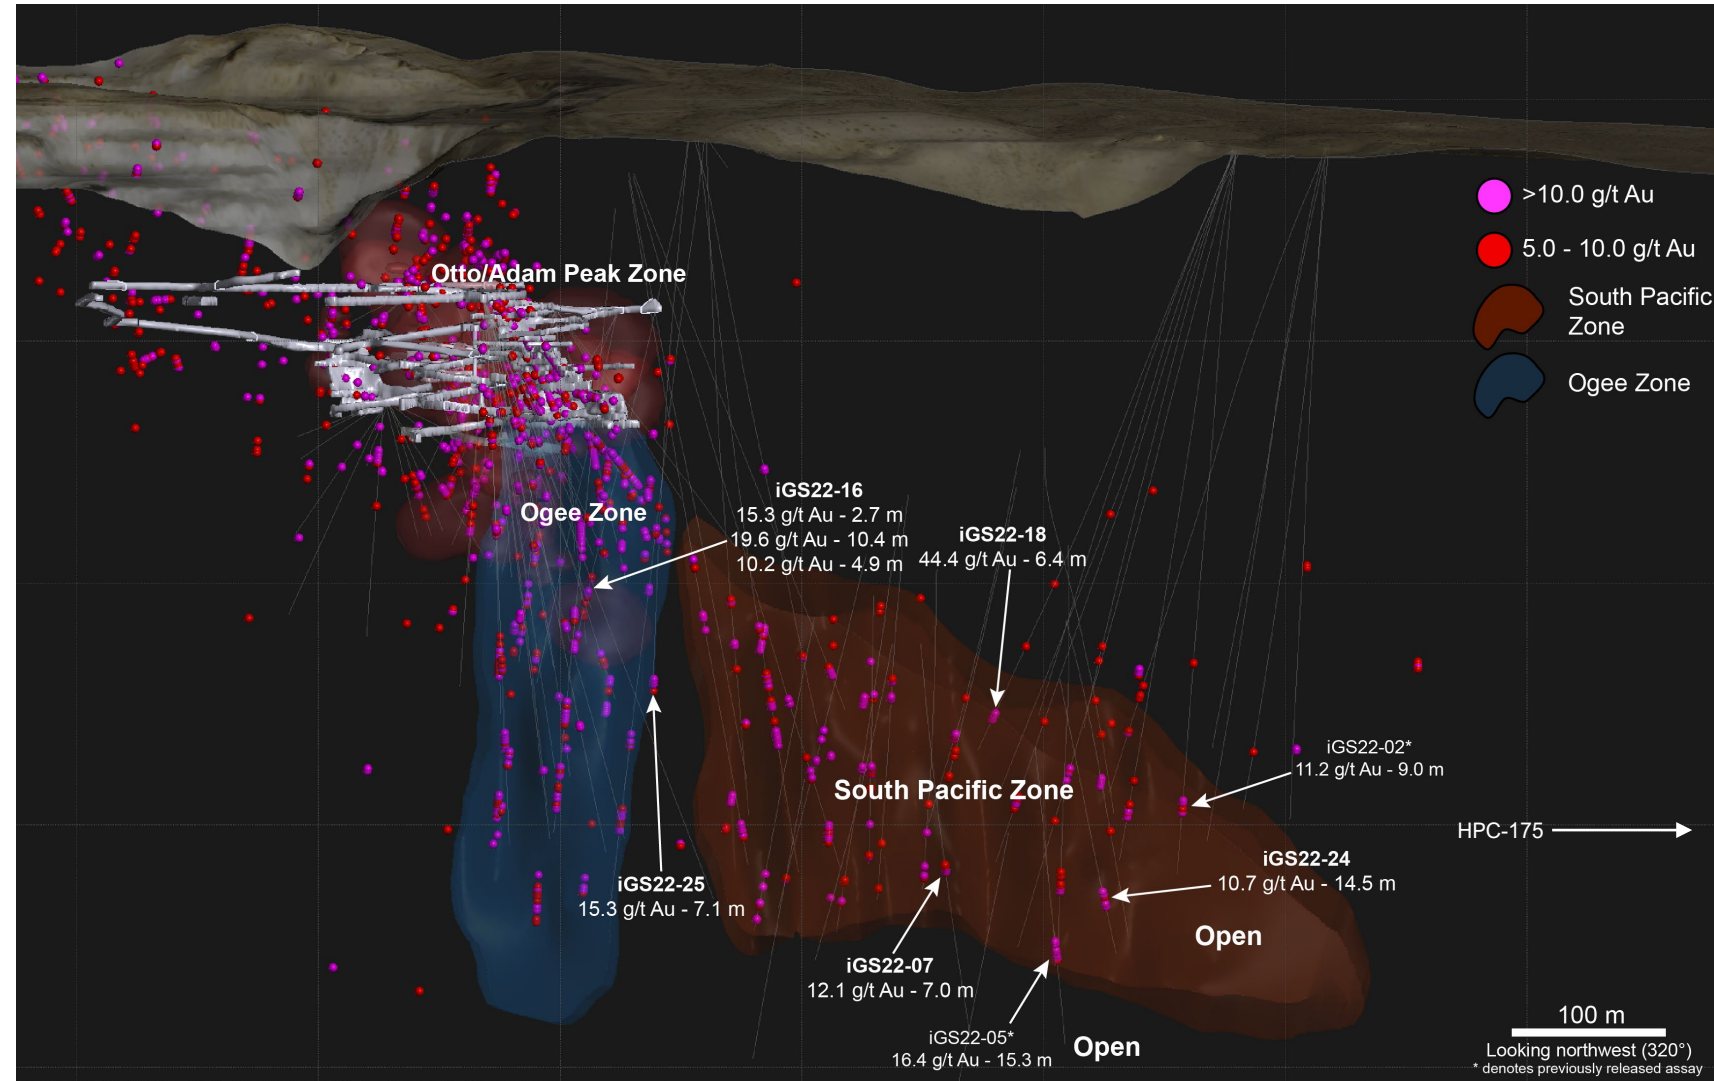 >10.0 g/t Au
5.0 - 10.0 g/t Au
South Pacific
Zone
Ogee Zone
Otto/Adam Peak Zone
Ogee Zone
iGS22-16
15.3 g/t Au - 2.7 m
19.6 g/t Au - 10.4 m
10.2 g/t Au - 4.9 m
iGS22-18
44.4 g/t Au - 6.4 m
South Pacific Zone
iGS22-02*
11.2 g/t Au - 9.0 m
HPC-175
iGS22-24
10.7 g/t Au - 14.5 m
iGS22-25
15.3 g/t Au - 7.1 m
Open
iGS22-07
12.1 g/t Au - 7.0 m
iGS22-05*
16.4 g/t Au - 15.3 m
Open
100 m
Looking northwest (320°)
* denotes previously released assay